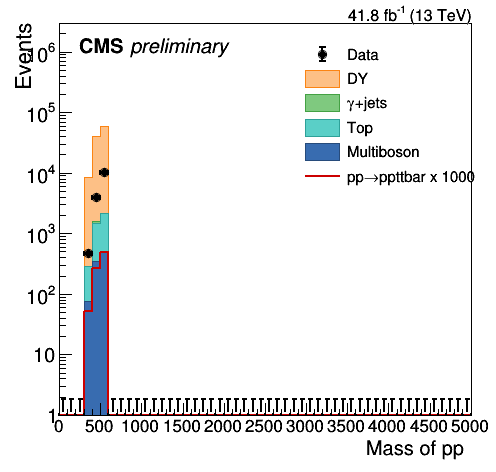 41.8 fb⁻¹ (13 TeV)
Events
CMS preliminary
Data
DY
γ+jets
Top
Multiboson
pp→ppttbar x 1000
10⁶
10⁵
10⁴
10³
10²
10
1
0 500 1000 1500 2000 2500 3000 3500 4000 4500 5000
Mass of pp